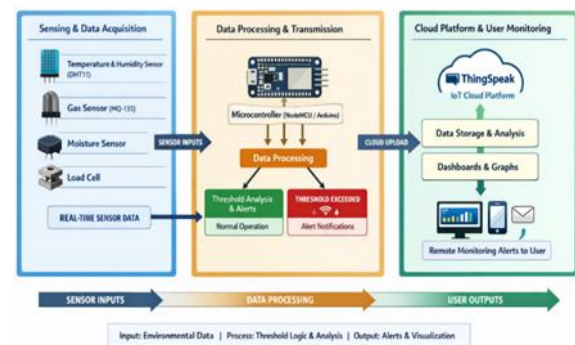 Sensing & Data Acquisition
Temperature & Humidity Sensor
(DHT11)
Gas Sensor (MQ-135)
Moisture Sensor
Load Cell
REAL-TIME SENSOR DATA
SENSOR INPUTS
Data Processing & Transmission
Microcontroller (NodeMCU / Arduino)
Data Processing
Threshold Analysis
& Alerts
Normal Operation
THRESHOLD EXCEEDED
Alert Notifications
CLOUD UPLOAD
Cloud Platform & User Monitoring
ThingSpeak
IoT Cloud Platform
Data Storage & Analysis
Dashboards & Graphs
Remote Monitoring Alerts to User
SENSOR INPUTS
DATA PROCESSING
USER OUTPUTS
Input: Environmental Data | Process: Threshold Logic & Analysis | Output: Alerts & Visualization